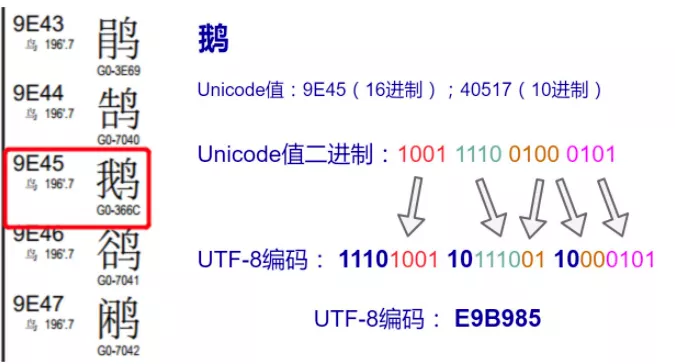 9E43
鸟 196'.7
鹃
G0-3E69
9E44
鸟 196'.7
鹄
G0-7040
9E45
鸟 196'.7
鹅
G0-366C
9E46
鸟 196'.7
鹆
G0-7041
9E47
鸟 196'.7
鹇
G0-7042
鹅
Unicode值：9E45（16进制）；40517（10进制）
Unicode值二进制：1001 1110 0100 0101
UTF-8编码： 11101001 10111001 10000101
UTF-8编码： E9B985